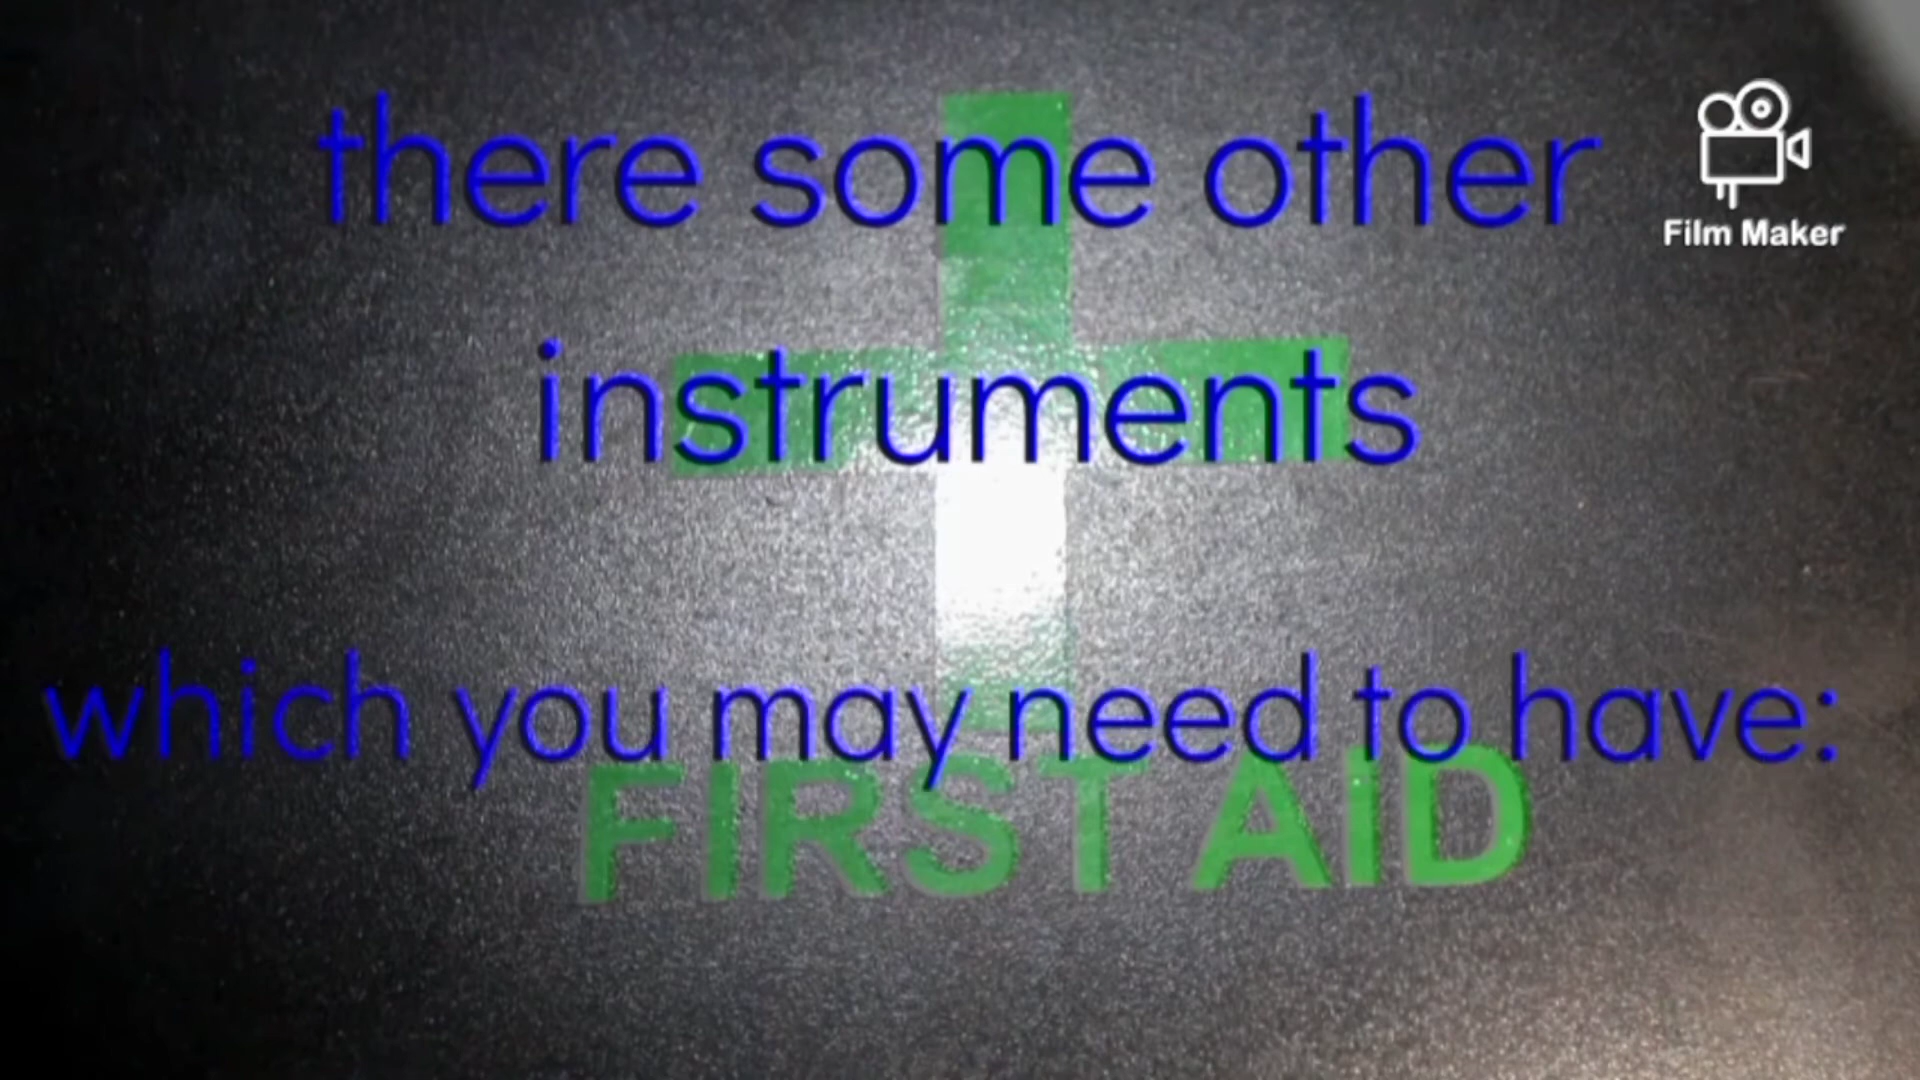 there some other
Film Maker
instruments
which you may need to have:
FIRST AID